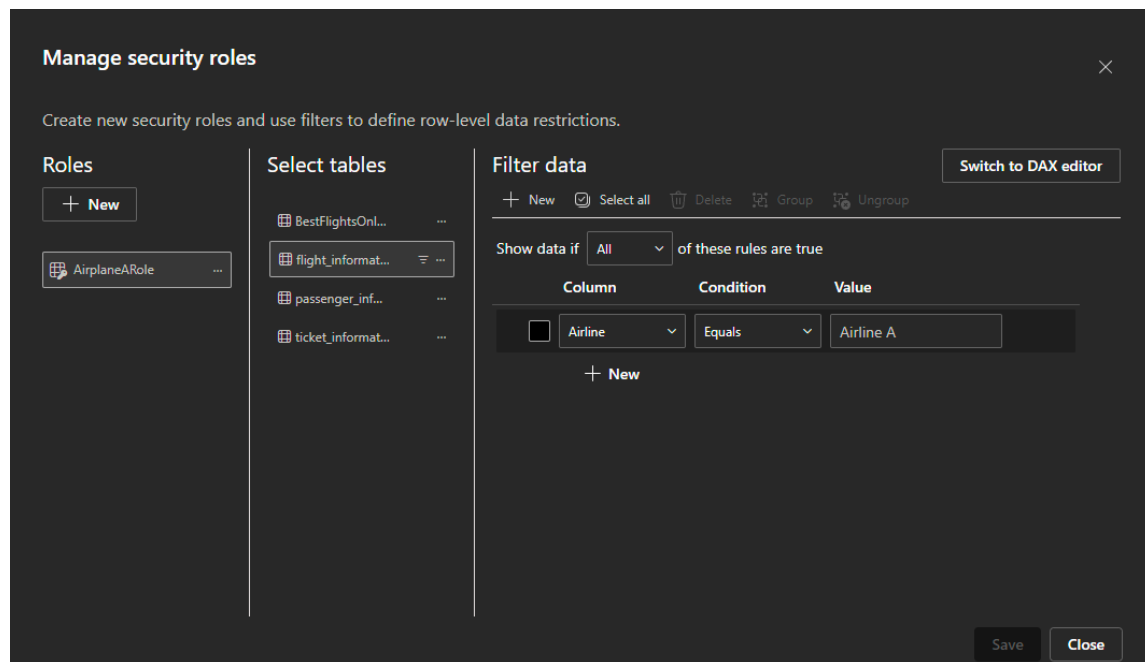 Manage security roles
Create new security roles and use filters to define row-level data restrictions.
Roles
New
AirplaneARole
Select tables
BestFlightsOnl...
flight_informat...
passenger_inf...
ticket_informat...
Filter data
Switch to DAX editor
New Select all Delete Group Ungroup
Show data if All of these rules are true
Column Condition Value
Airline Equals Airline A
New
Save Close